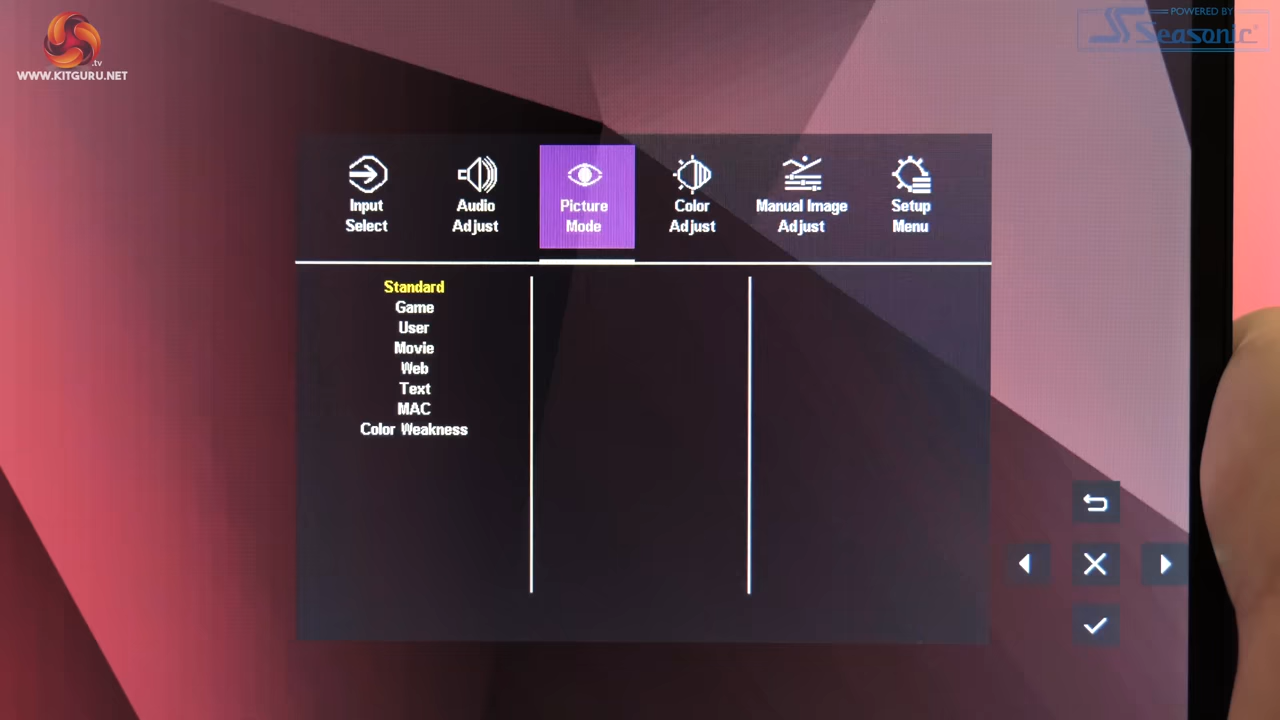 .tv
WWW.KITGURU.NET
POWERED BY
Seasonic
Input
Select
Audio
Adjust
Picture
Mode
Color
Adjust
Manual Image
Adjust
Setup
Menu
Standard
Game
User
Movie
Web
Text
MAC
Color Weakness